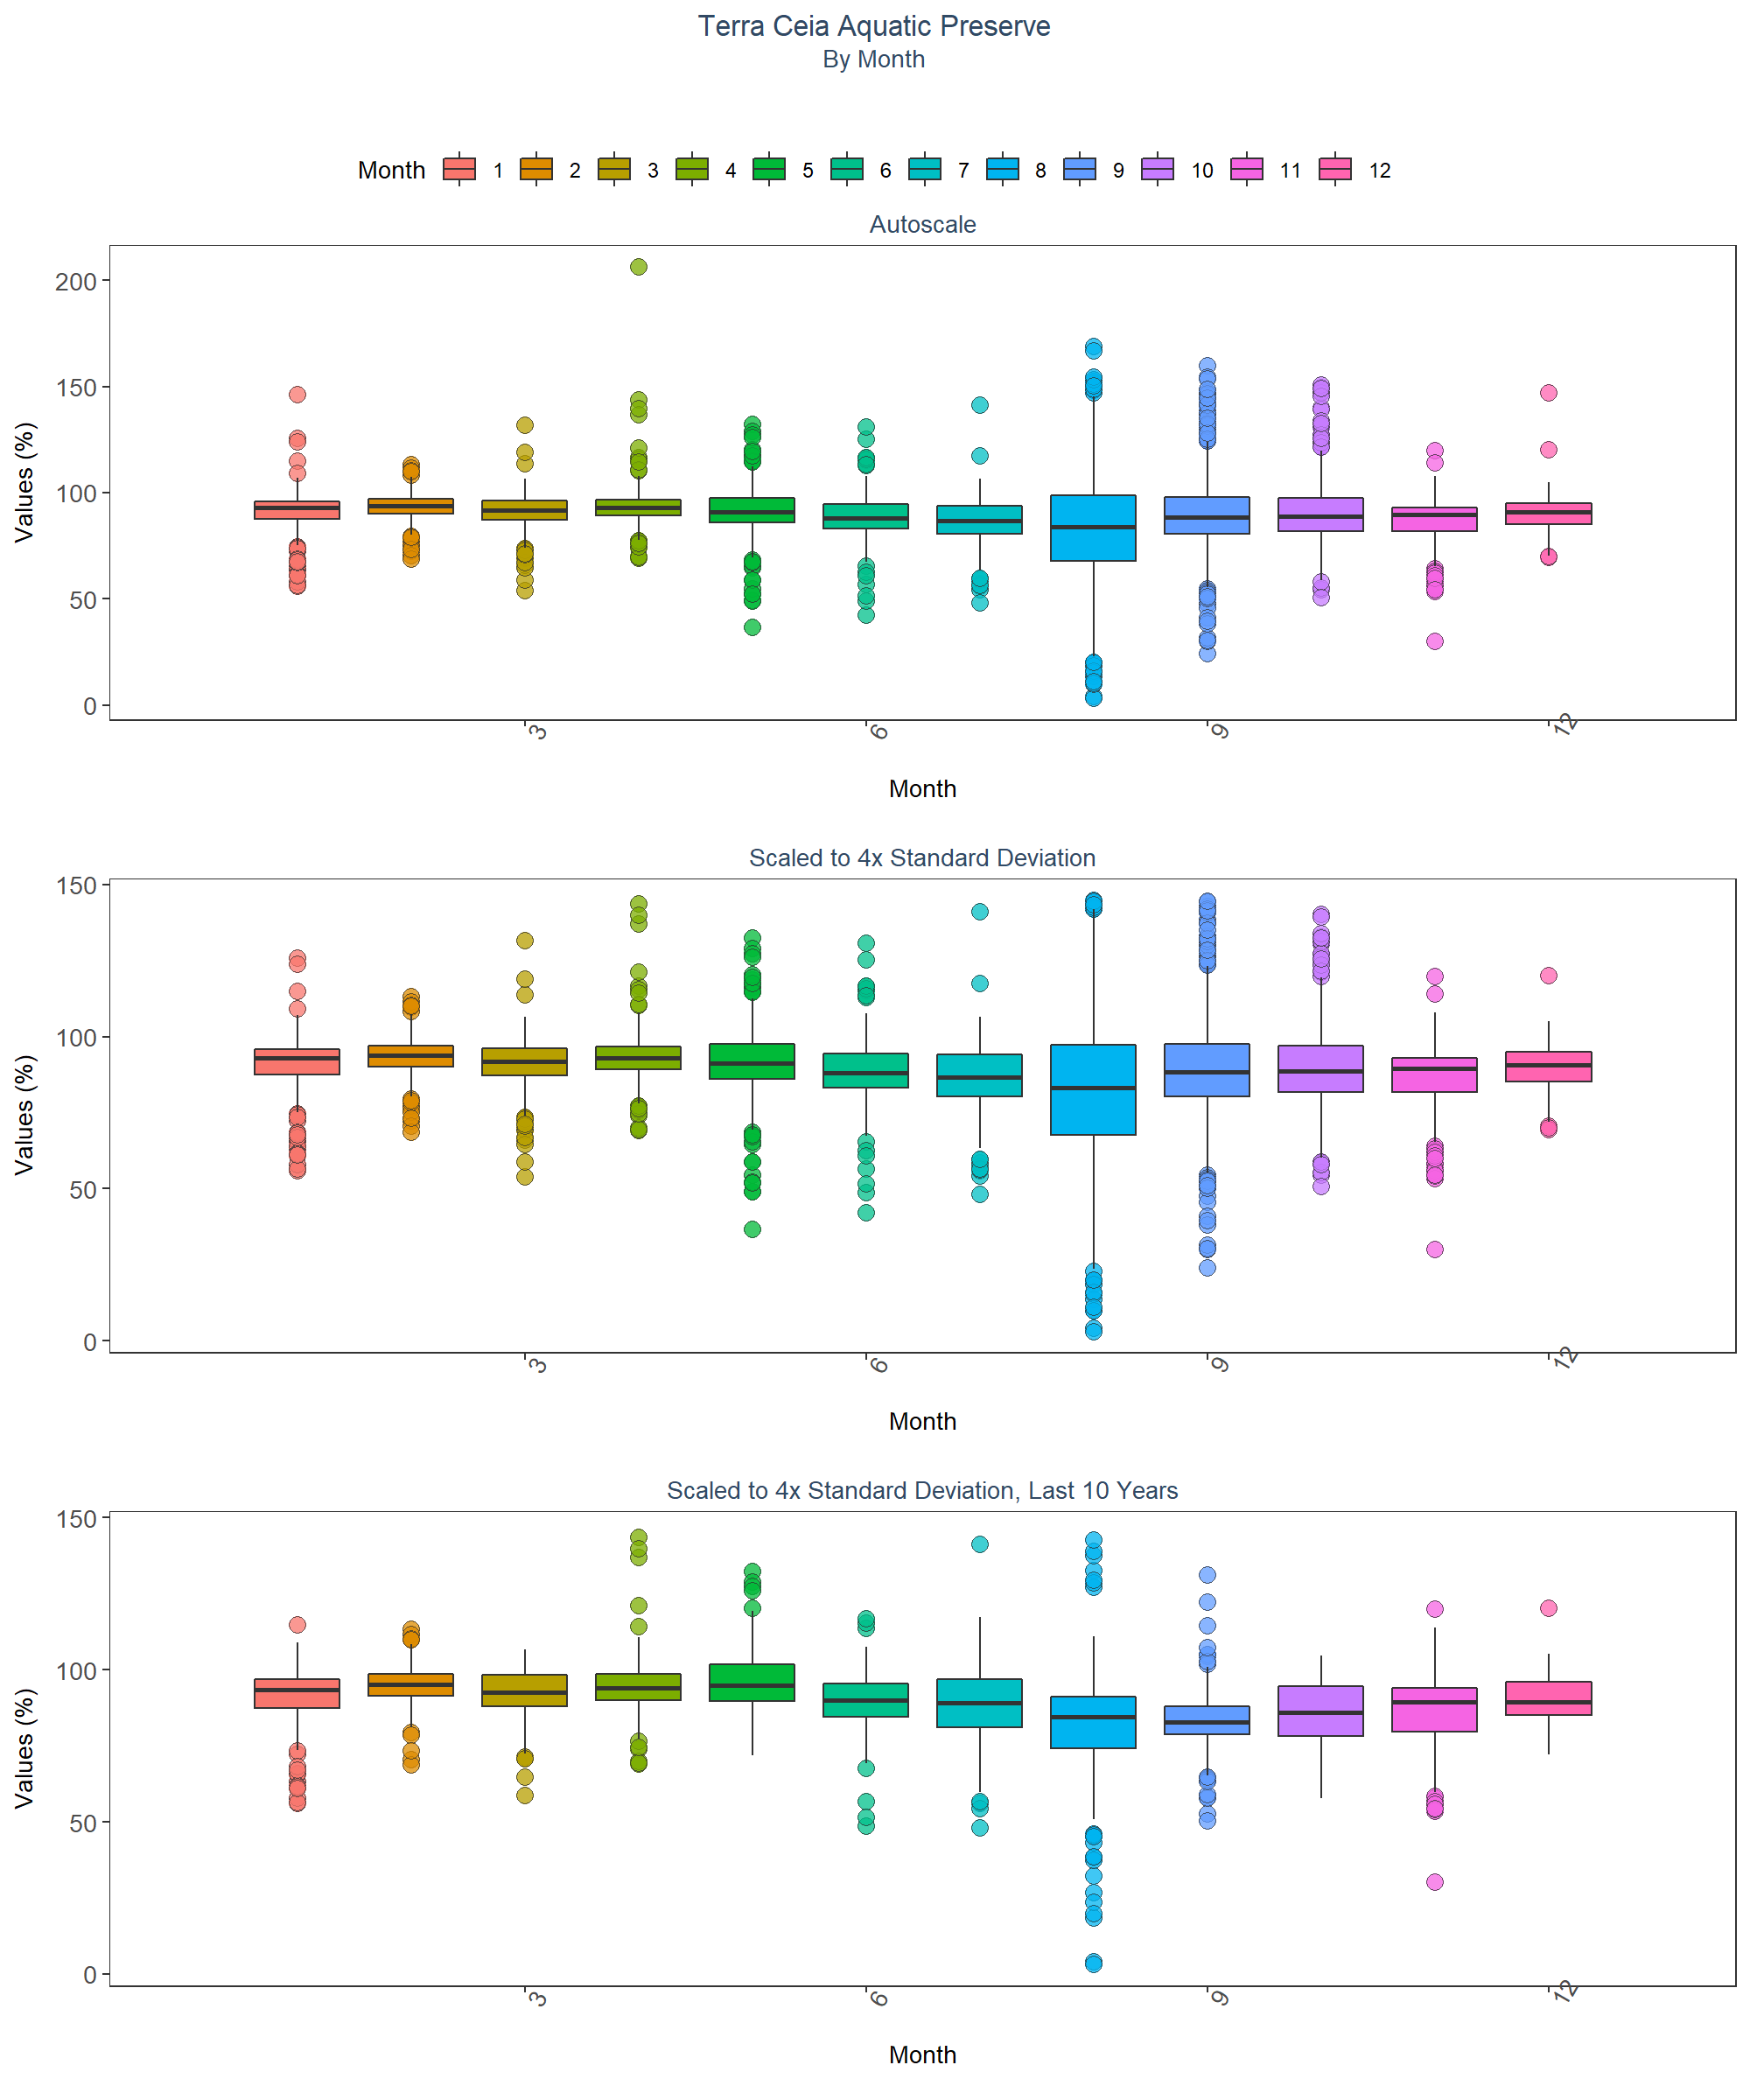 Terra Ceia Aquatic Preserve
By Month
Month 1 2 3 4 5 6 7 8 9 10 11 12
Autoscale
Values (%)
200
150
100
50
0
3 6 9 12
Month
Scaled to 4x Standard Deviation
Values (%)
150
100
50
0
3 6 9 12
Month
Scaled to 4x Standard Deviation, Last 10 Years
Values (%)
150
100
50
0
3 6 9 12
Month